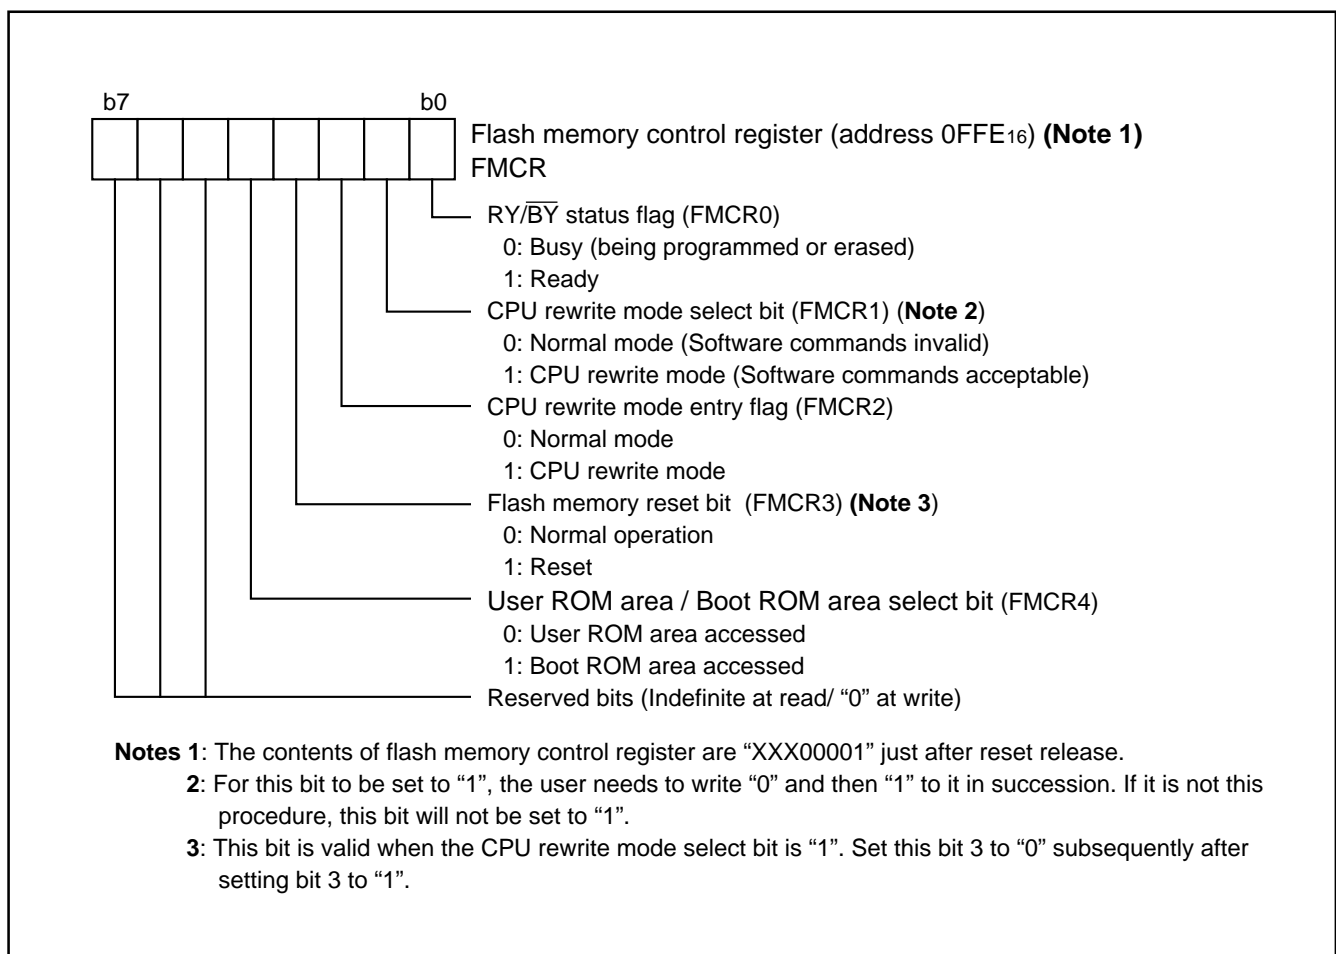 b7 b0
Flash memory control register (address 0FFE16) (Note 1)
FMCR
RY/BY status flag (FMCR0)
0: Busy (being programmed or erased)
1: Ready
CPU rewrite mode select bit (FMCR1) (Note 2)
0: Normal mode (Software commands invalid)
1: CPU rewrite mode (Software commands acceptable)
CPU rewrite mode entry flag (FMCR2)
0: Normal mode
1: CPU rewrite mode
Flash memory reset bit (FMCR3) (Note 3)
0: Normal operation
1: Reset
User ROM area / Boot ROM area select bit (FMCR4)
0: User ROM area accessed
1: Boot ROM area accessed
Reserved bits (Indefinite at read/ “0” at write)
Notes 1: The contents of flash memory control register are “XXX00001” just after reset release.
2: For this bit to be set to “1”, the user needs to write “0” and then “1” to it in succession. If it is not this
procedure, this bit will not be set to “1”.
3: This bit is valid when the CPU rewrite mode select bit is “1”. Set this bit 3 to “0” subsequently after
setting bit 3 to “1”.